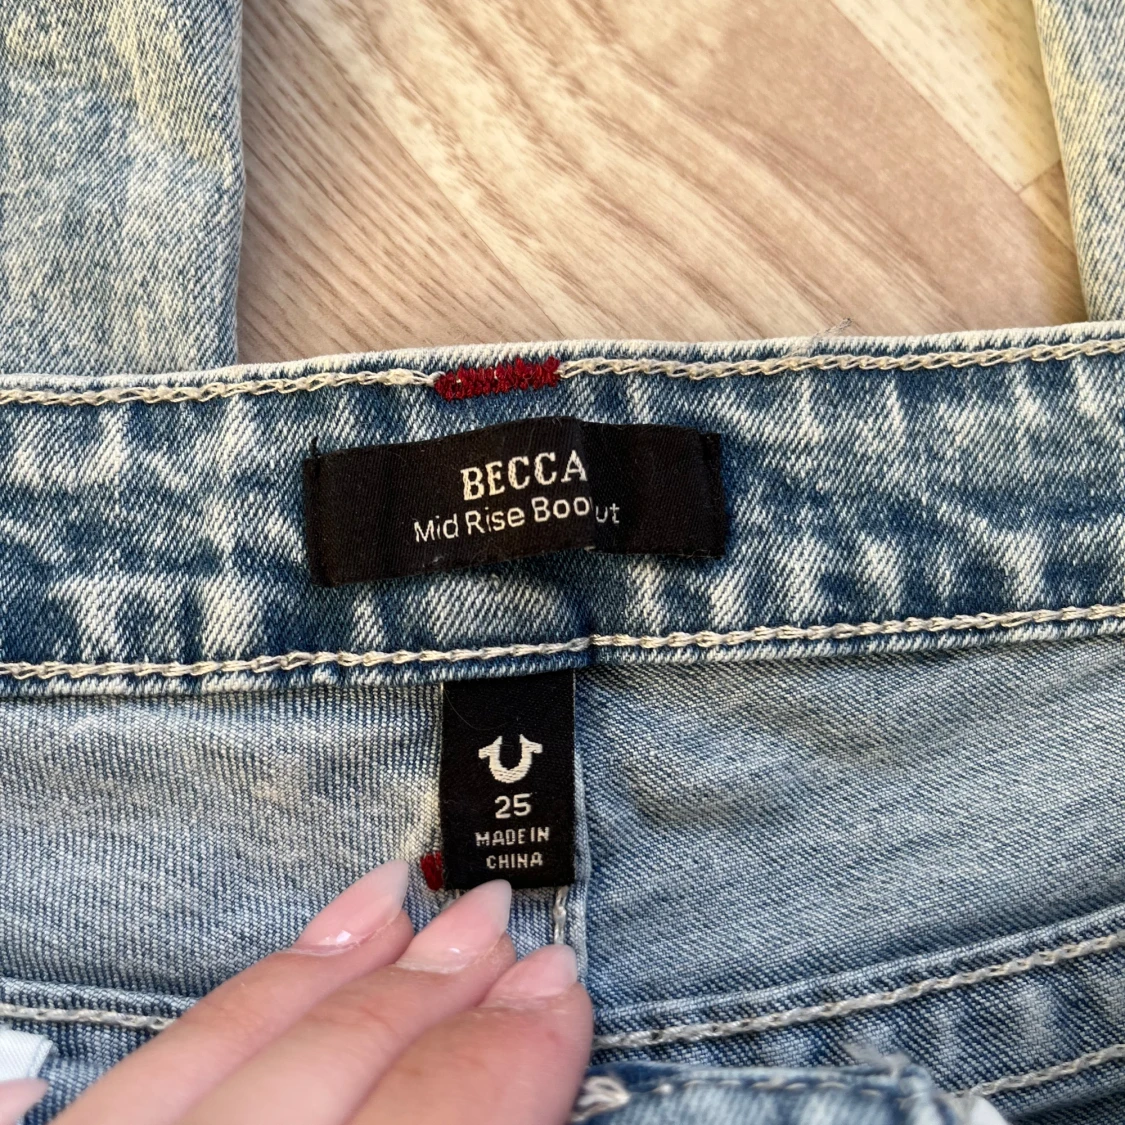 BECCA
Mid Rise Boo ut
25
MADE IN
CHINA